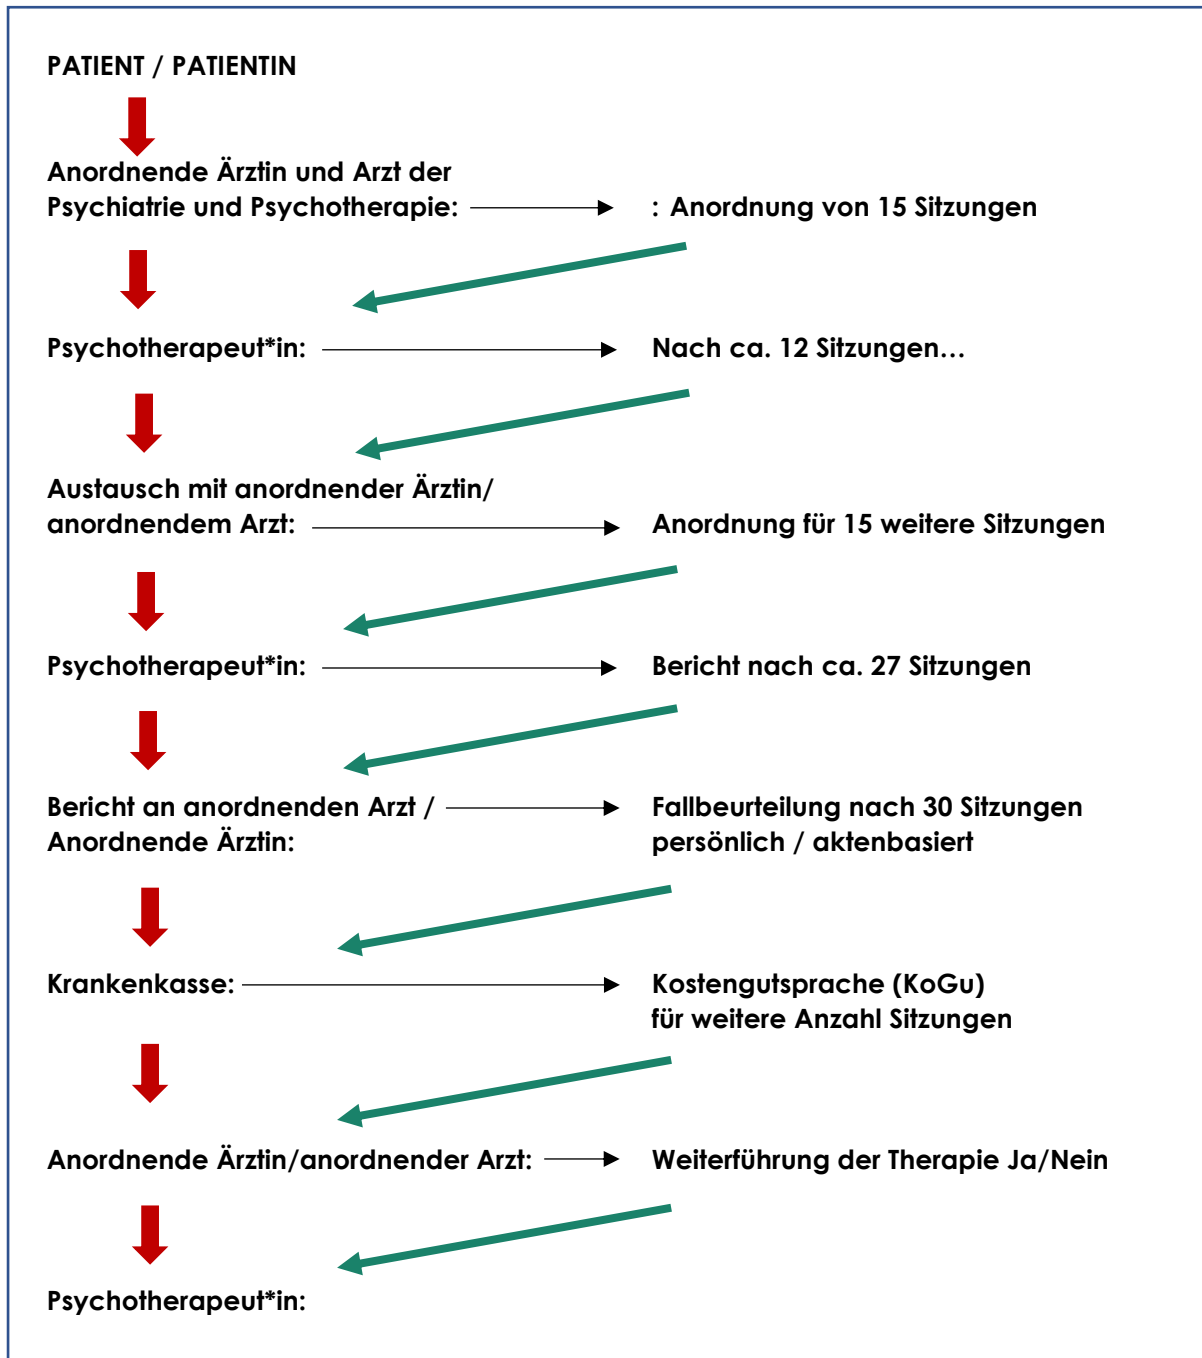 PATIENT / PATIENTIN
Anordnende Ärztin und Arzt der
Psychiatrie und Psychotherapie:
: Anordnung von 15 Sitzungen
Psychotherapeut*in:
Nach ca. 12 Sitzungen…
Austausch mit anordnender Ärztin/
anordnendem Arzt:
Anordnung für 15 weitere Sitzungen
Psychotherapeut*in:
Bericht nach ca. 27 Sitzungen
Bericht an anordnenden Arzt /
Anordnende Ärztin:
Fallbeurteilung nach 30 Sitzungen
persönlich / aktenbasiert
Krankenkasse:
Kostengutsprache (KoGu)
für weitere Anzahl Sitzungen
Anordnende Ärztin/anordnender Arzt:
Weiterführung der Therapie Ja/Nein
Psychotherapeut*in: